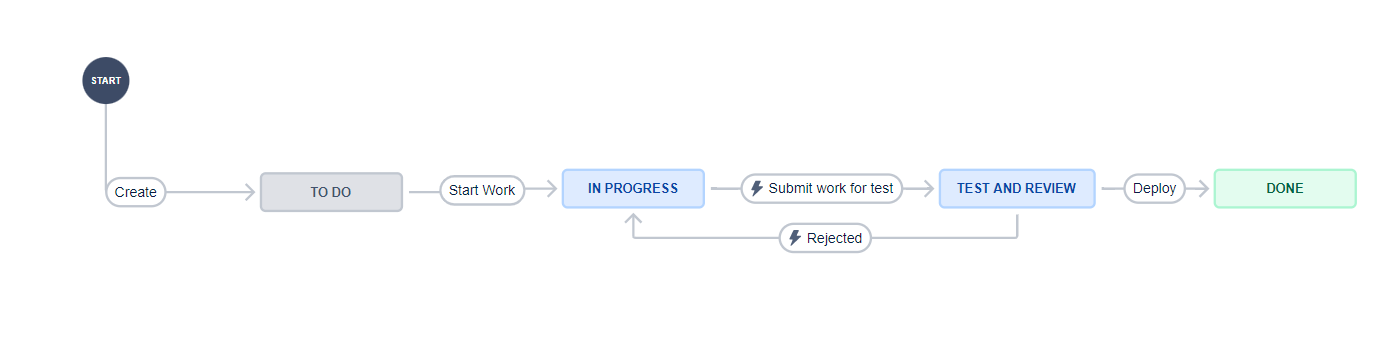 START
Create
TO DO
Start Work
IN PROGRESS
Submit work for test
TEST AND REVIEW
Deploy
DONE
Rejected